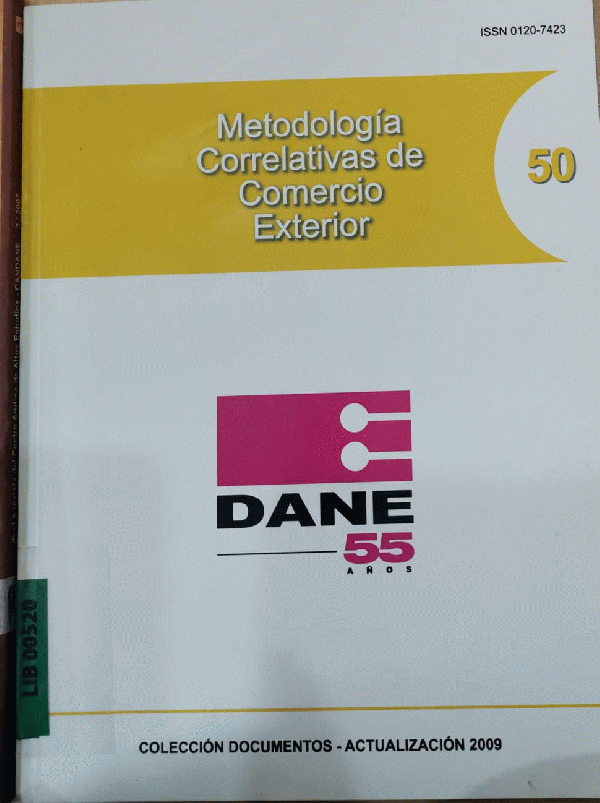 ISSN 0120-7423
Metodología
Correlativas de
Comercio
Exterior
50
DANE
55
AÑOS
LIB 00520
COLECCIÓN DOCUMENTOS - ACTUALIZACIÓN 2009